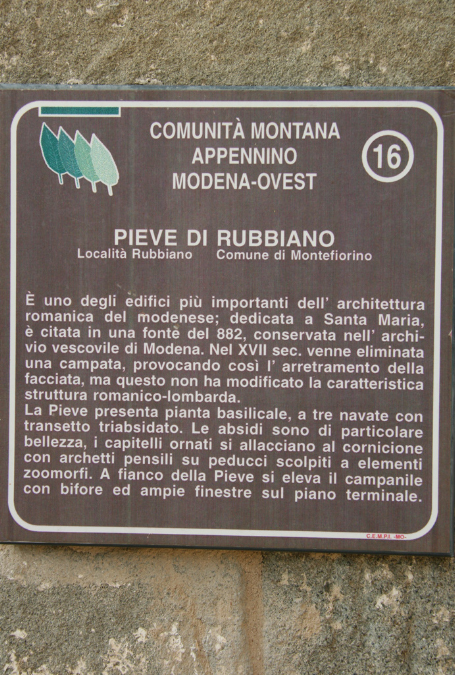 COMUNITÀ MONTANA
APPENNINO
MODENA-OVEST
16
PIEVE DI RUBBIANO
Località Rubbiano Comune di Montefiorino
È uno degli edifici più importanti dell' architettura
romanica del modenese; dedicata a Santa Maria,
è citata in una fonte del 882, conservata nell' archi-
vio vescovile di Modena. Nel XVII sec. venne eliminata
una campata, provocando così l' arretramento della
facciata, ma questo non ha modificato la caratteristica
struttura romanico-lombarda.
La Pieve presenta pianta basilicale, a tre navate con
transetto triabsidato. Le absidi sono di particolare
bellezza, i capitelli ornati si allacciano al cornicione
con archetti pensili su peducci scolpiti a elementi
zoomorfi. A fianco della Pieve si eleva il campanile
con bifore ed ampie finestre sul piano terminale.
C.E.M.P.I. -MO-